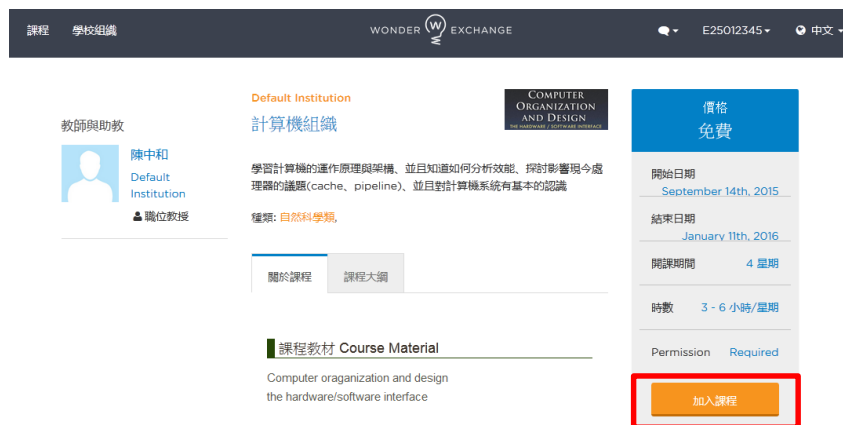 課程 學校組織 WONDER W EXCHANGE E25012345 中文
教師與助教
陳中和
Default
Institution
職位教授
Default Institution
計算機組織
COMPUTER
ORGANIZATION
AND DESIGN
THE HARDWARE / SOFTWARE INTERFACE
學習計算機的運作原理與架構、並且知道如何分析效能、探討影響現今處
理器的議題(cache、pipeline)、並且對計算機系統有基本的認識
種類: 自然科學類,
關於課程 課程大綱
課程教材 Course Material
Computer oraganization and design
the hardware/software interface
價格
免費
開始日期
September 14th, 2015
結束日期
January 11th, 2016
開課期間 4 星期
時數 3 - 6 小時/星期
Permission Required
加入課程